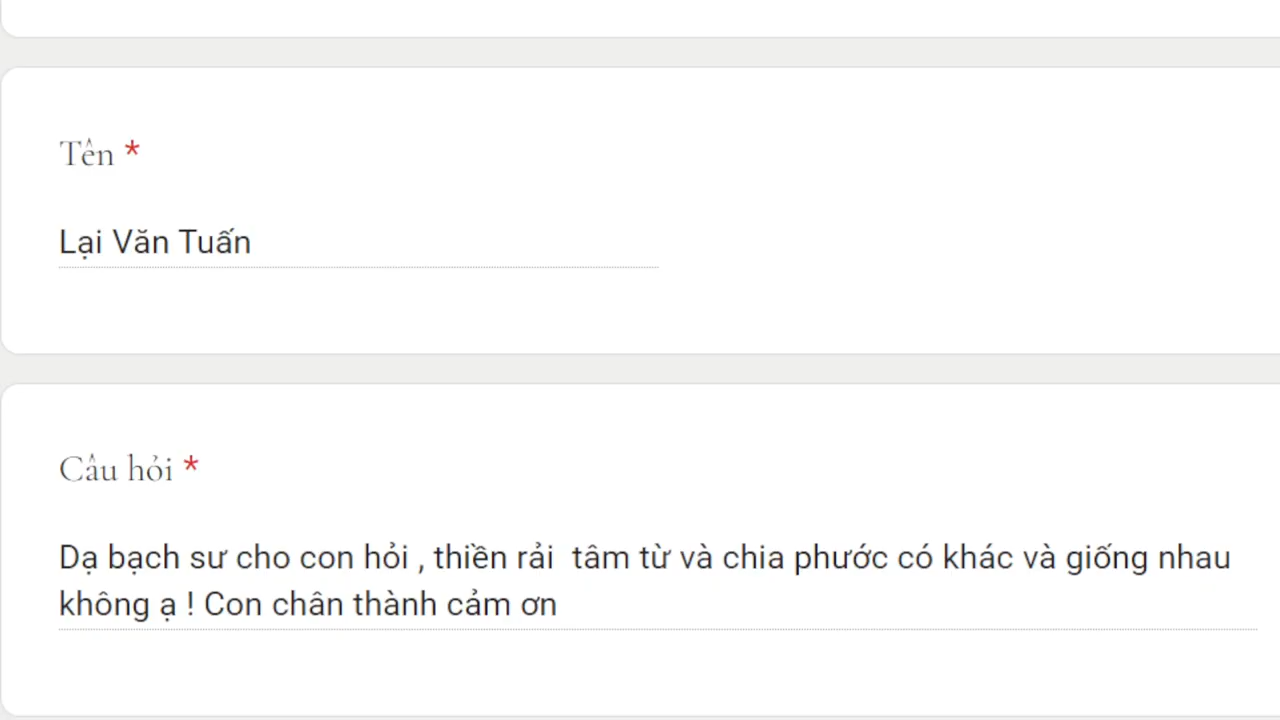 Tên *
Lại Văn Tuấn
Câu hỏi *
Dạ bạch sư cho con hỏi , thiền rải  tâm từ và chia phước có khác và giống nhau
không ạ ! Con chân thành cảm ơn